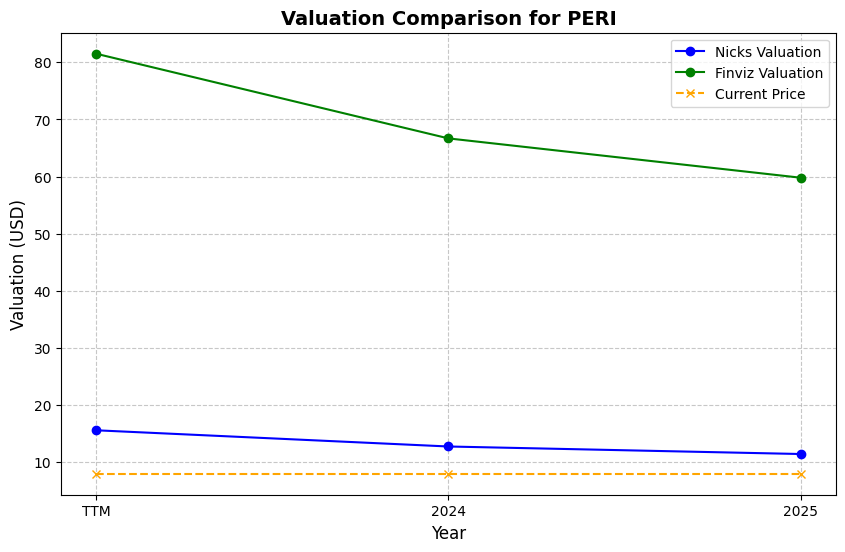 Valuation Comparison for PERI
Nicks Valuation
Finviz Valuation
Current Price
Valuation (USD)
80
70
60
50
40
30
20
10
TTM
2024
2025
Year